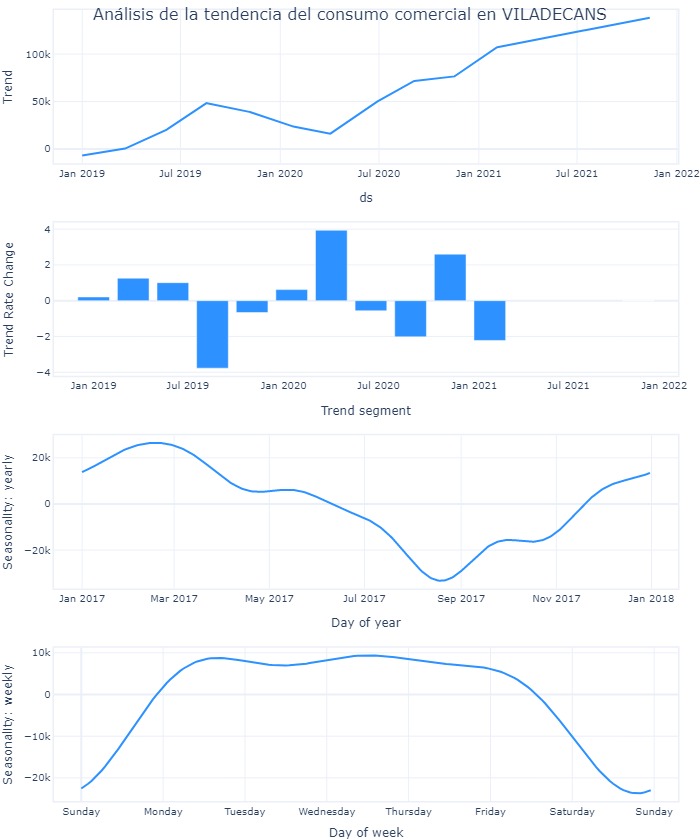 Análisis de la tendencia del consumo comercial en VILADECANS
Trend
100k
50k
0
Jan 2019 Jul 2019 Jan 2020 Jul 2020 Jan 2021 Jul 2021 Jan 2022
ds
Trend Rate Change
4
2
0
−2
−4
Jan 2019 Jul 2019 Jan 2020 Jul 2020 Jan 2021 Jul 2021 Jan 2022
Trend segment
Seasonality: yearly
20k
0
−20k
Jan 2017 Mar 2017 May 2017 Jul 2017 Sep 2017 Nov 2017 Jan 2018
Day of year
Seasonality: weekly
10k
0
−10k
−20k
Sunday Monday Tuesday Wednesday Thursday Friday Saturday Sunday
Day of week